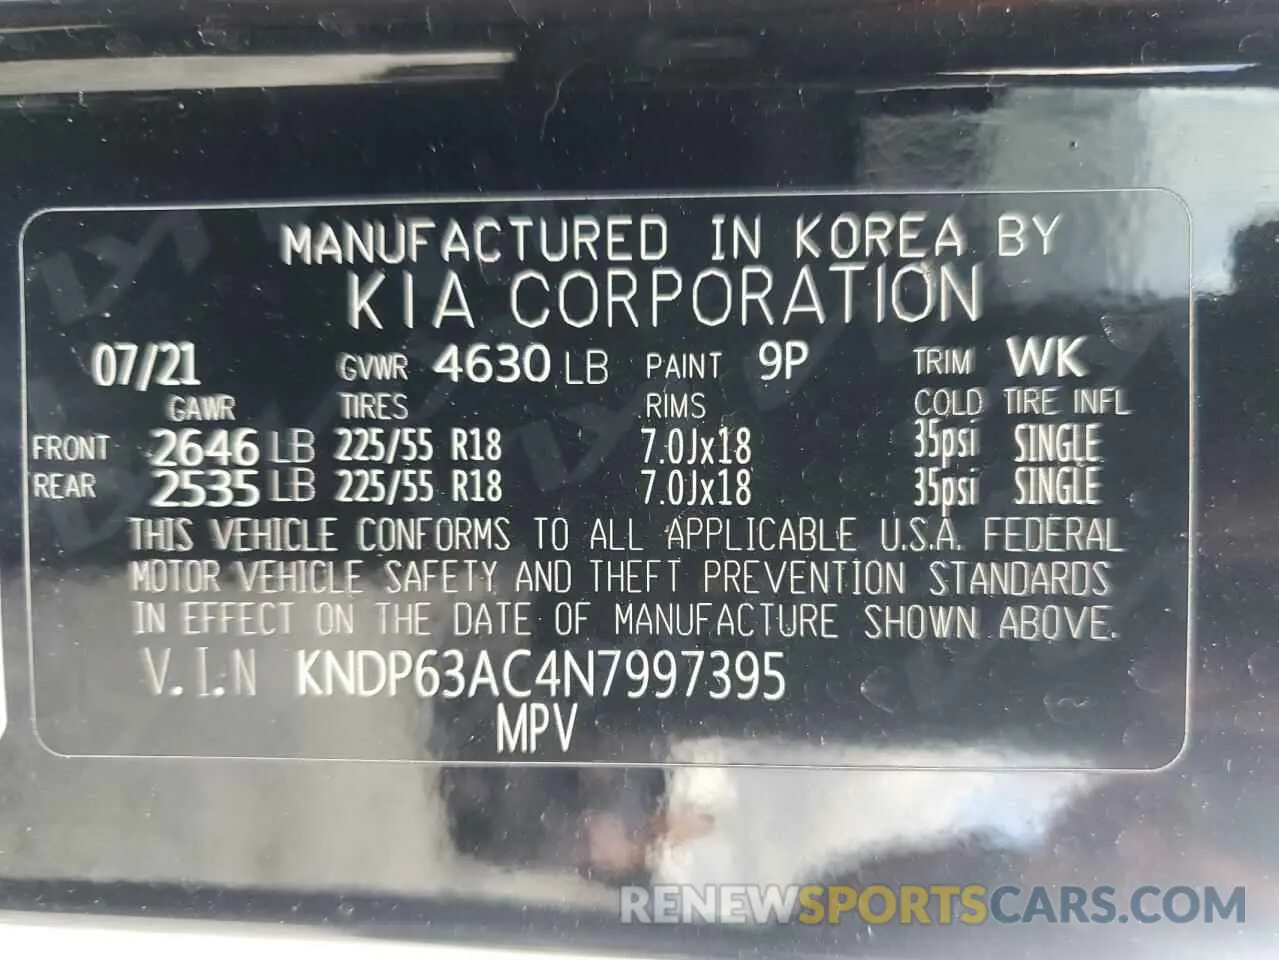 MANUFACTURED IN KOREA BY
KIA CORPORATION
07/21 GVWR 4630 LB PAINT 9P TRIM WK
GAWR TIRES RIMS COLD TIRE INFL
FRONT 2646 LB 225/55 R18 7.0Jx18 35psi SINGLE
REAR 2535 LB 225/55 R18 7.0Jx18 35psi SINGLE
THIS VEHICLE CONFORMS TO ALL APPLICABLE U.S.A. FEDERAL
MOTOR VEHICLE SAFETY AND THEFT PREVENTION STANDARDS
IN EFFECT ON THE DATE OF MANUFACTURE SHOWN ABOVE.
V.I.N KNDP63AC4N7997395
MPV
RENEWSPORTSCARS.COM